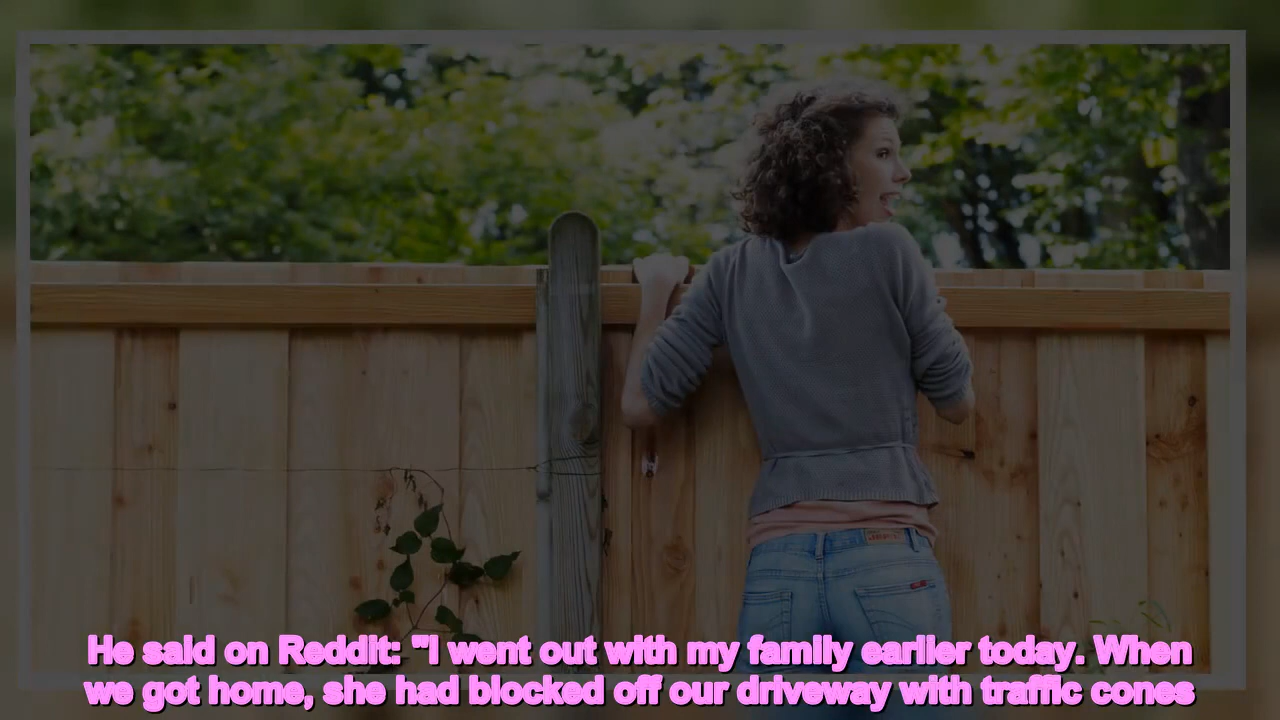 He said on Reddit: "I went out with my family earlier today. When
we got home, she had blocked off our driveway with traffic cones